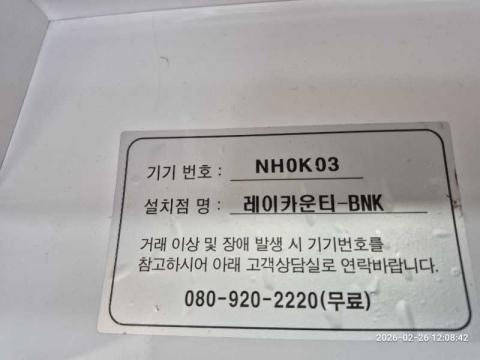 기기 번호 : NH0K03
설치점 명 : 레이카운티-BNK
거래 이상 및 장애 발생 시 기기번호를
참고하시어 아래 고객상담실로 연락바랍니다.
080-920-2220(무료)
2026-02-26 12:08:42